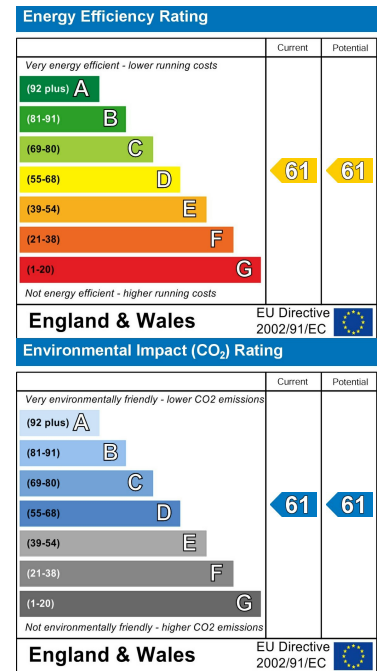 Energy Efficiency Rating
Current Potential
Very energy efficient - lower running costs
(92 plus) A
(81-91) B
(69-80) C
(55-68) D
61 61
(39-54) E
(21-38) F
(1-20) G
Not energy efficient - higher running costs
England & Wales
EU Directive
2002/91/EC
Environmental Impact (CO₂) Rating
Current Potential
Very environmentally friendly - lower CO2 emissions
(92 plus) A
(81-91) B
(69-80) C
(55-68) D
61 61
(39-54) E
(21-38) F
(1-20) G
Not environmentally friendly - higher CO2 emissions
England & Wales
EU Directive
2002/91/EC